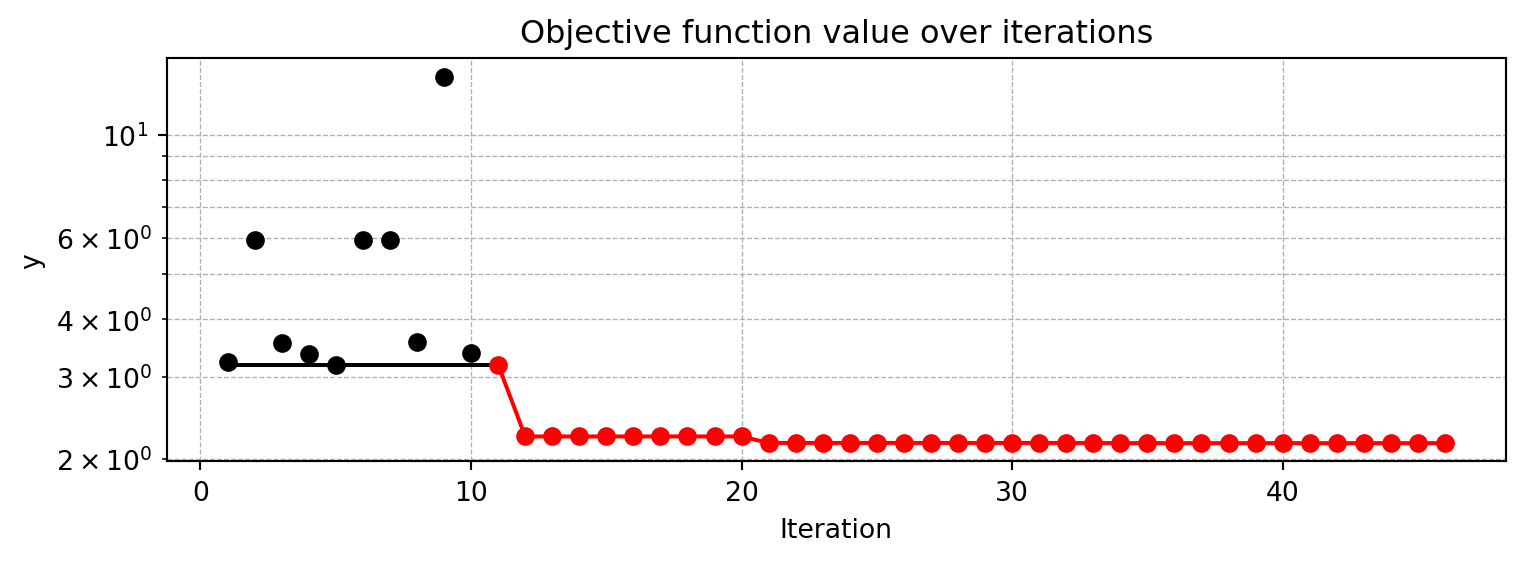 Objective function value over iterations
y
10¹
6 × 10⁰
4 × 10⁰
3 × 10⁰
2 × 10⁰
0 10 20 30 40
Iteration